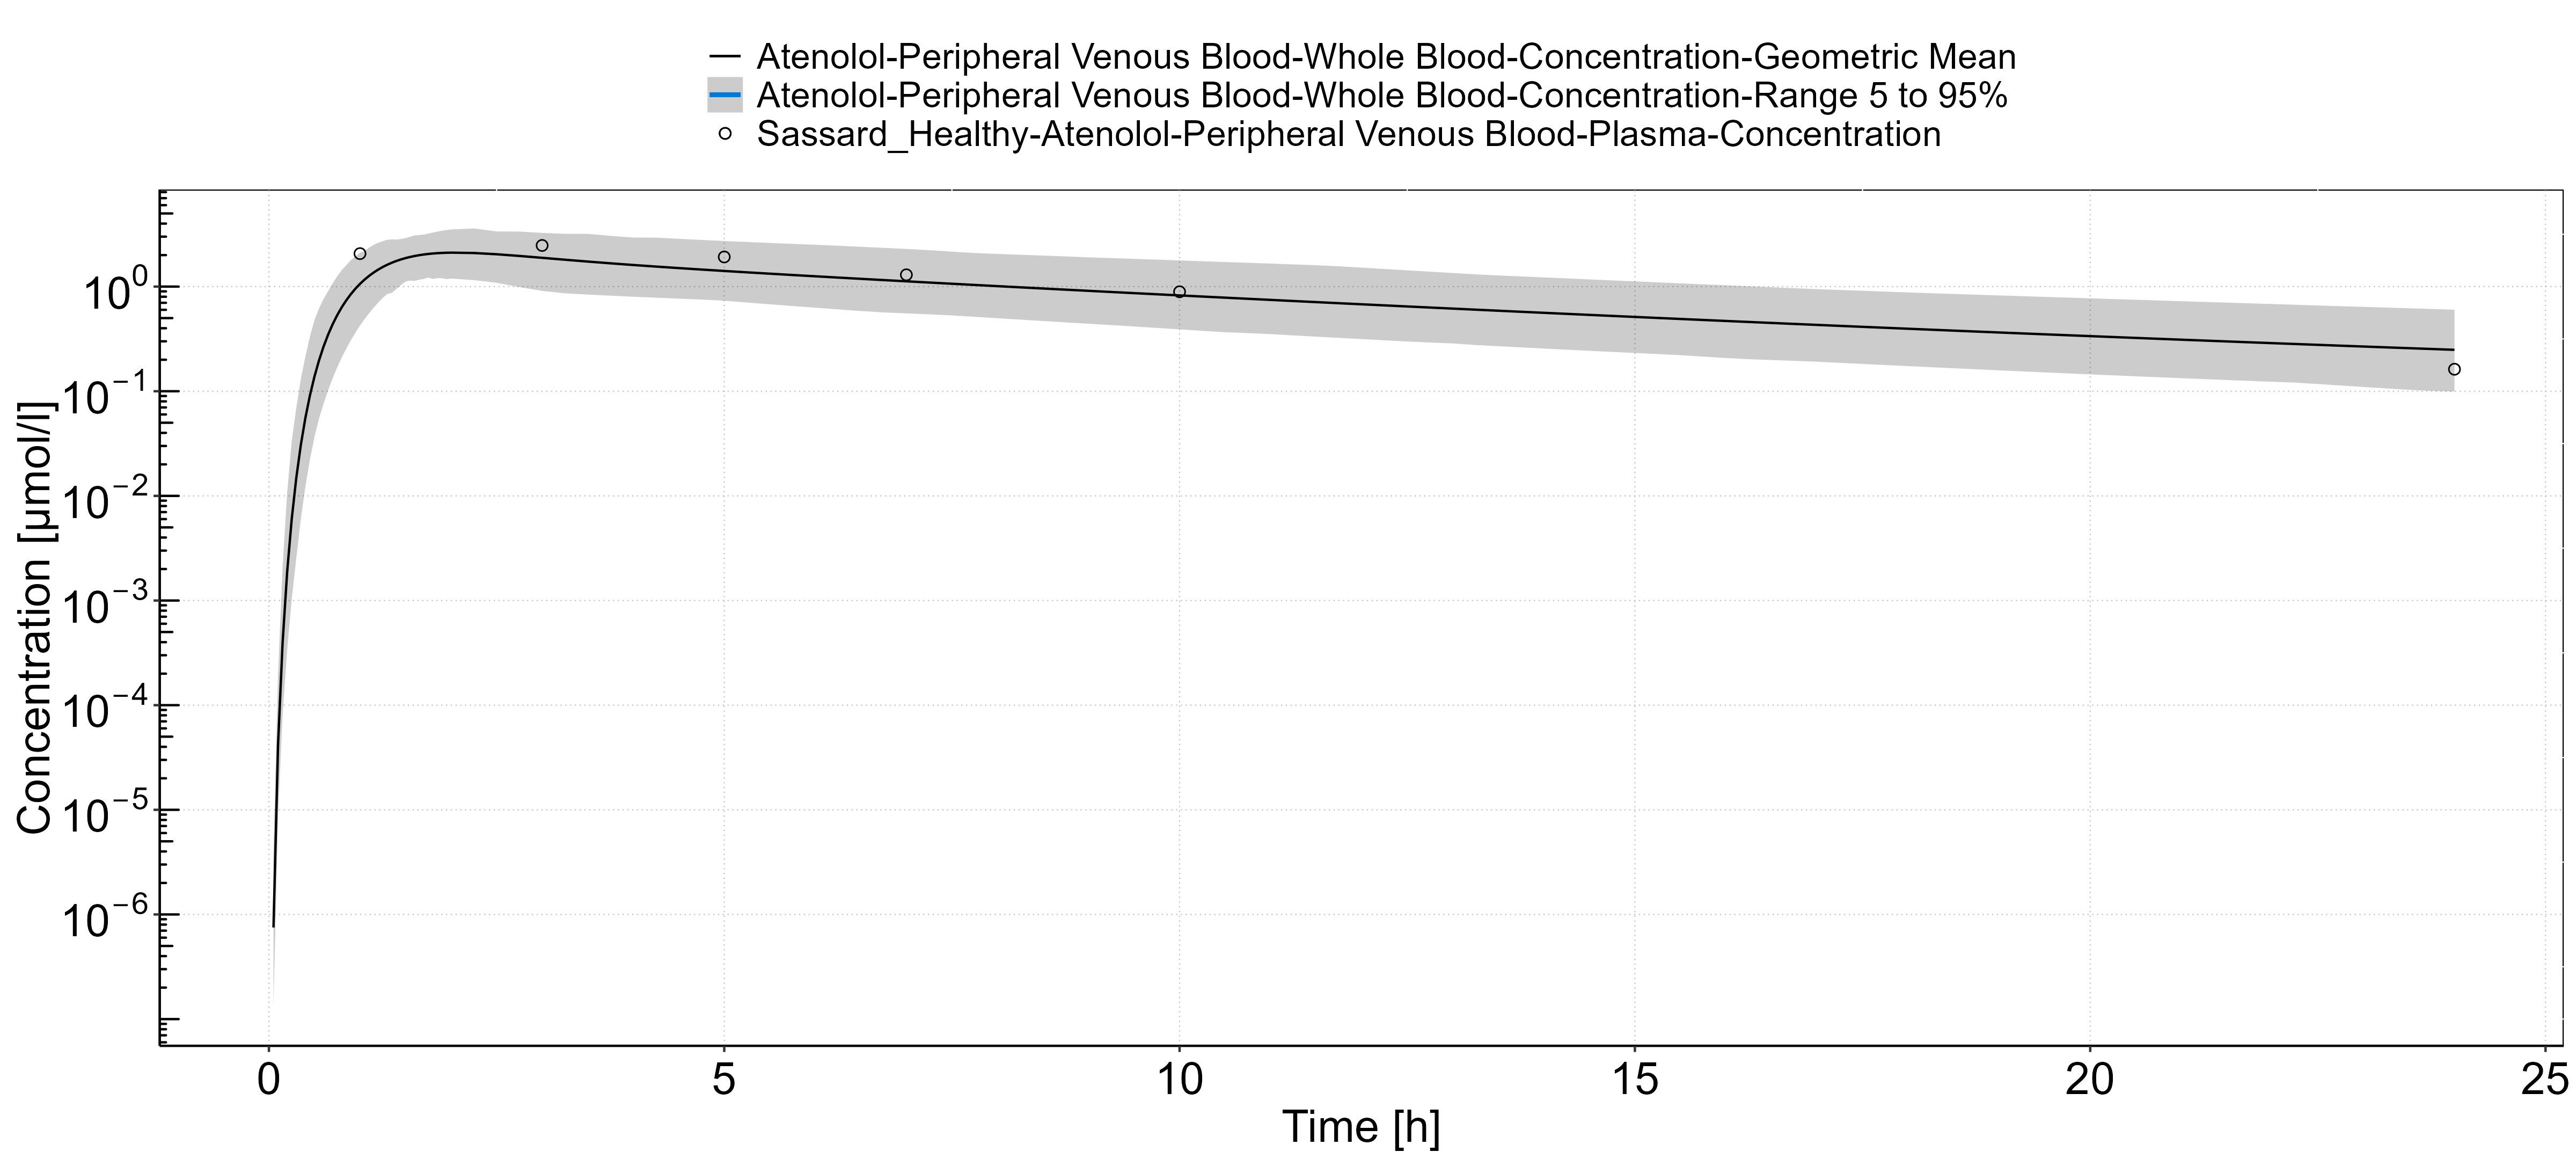 Atenolol-Peripheral Venous Blood-Whole Blood-Concentration-Geometric Mean
Atenolol-Peripheral Venous Blood-Whole Blood-Concentration-Range 5 to 95%
Sassard_Healthy-Atenolol-Peripheral Venous Blood-Plasma-Concentration
Concentration [µmol/l]
10⁰
10⁻¹
10⁻²
10⁻³
10⁻⁴
10⁻⁵
10⁻⁶
0 5 10 15 20 25
Time [h]